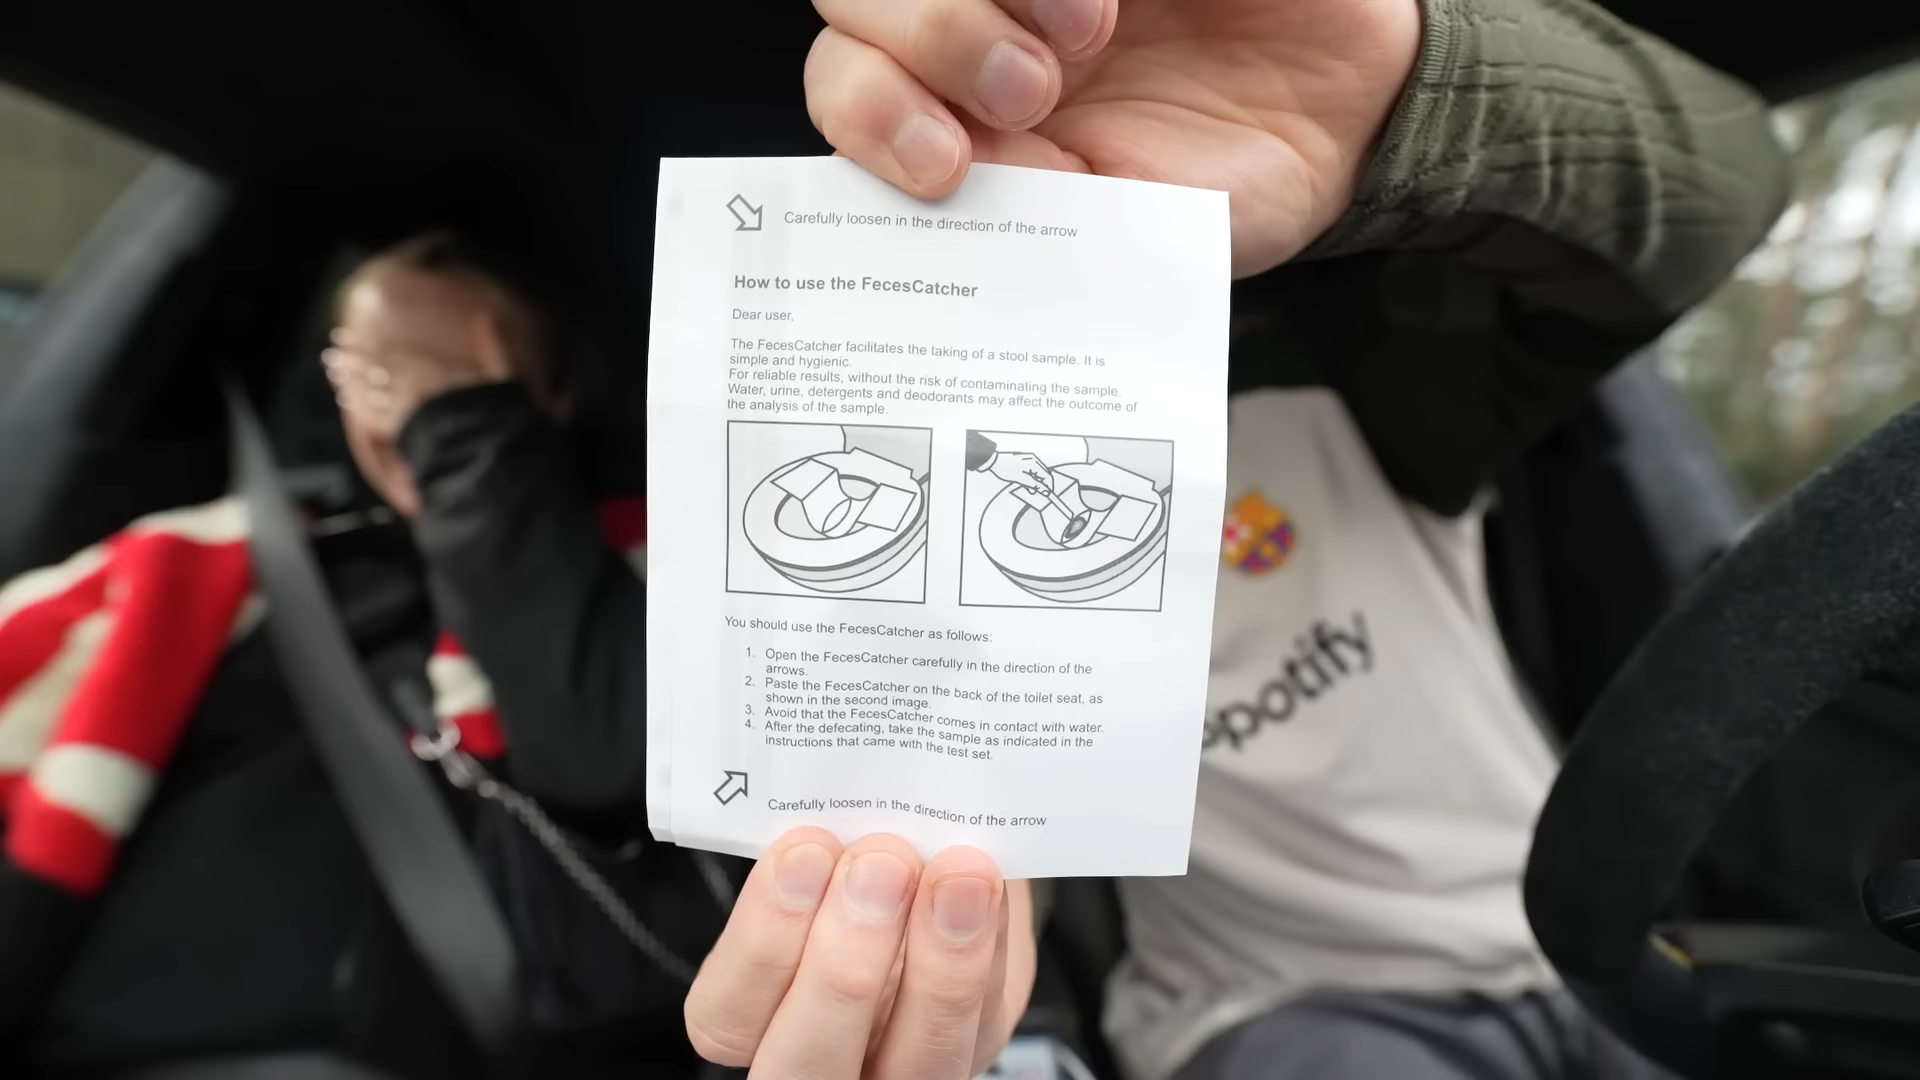 Carefully loosen in the direction of the arrow
How to use the FecesCatcher
Dear user,
The FecesCatcher facilitates the taking of a stool sample. It is
simple and hygienic.
For reliable results, without the risk of contaminating the sample.
Water, urine, detergents and deodorants may affect the outcome of
the analysis of the sample.
You should use the FecesCatcher as follows:
1. Open the FecesCatcher carefully in the direction of the
arrows.
2. Paste the FecesCatcher on the back of the toilet seat, as
shown in the second image.
3. Avoid that the FecesCatcher comes in contact with water.
4. After the defecating, take the sample as indicated in the
instructions that came with the test set.
Carefully loosen in the direction of the arrow
potify